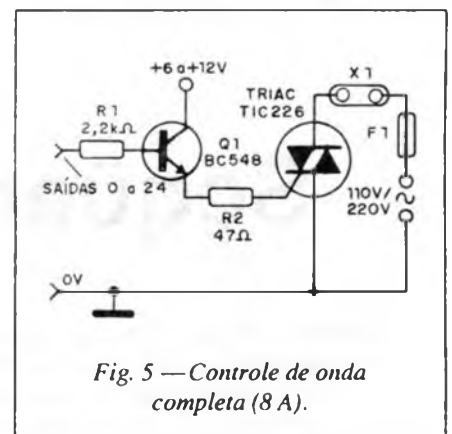 +6 a +12V
R1
2,2kΩ
Q1
BC548
SAÍDAS 0 a 24
R2
47Ω
TRIAC
TIC226
X1
F1
110V/
220V
0V
Fig. 5 — Controle de onda
completa (8 A).